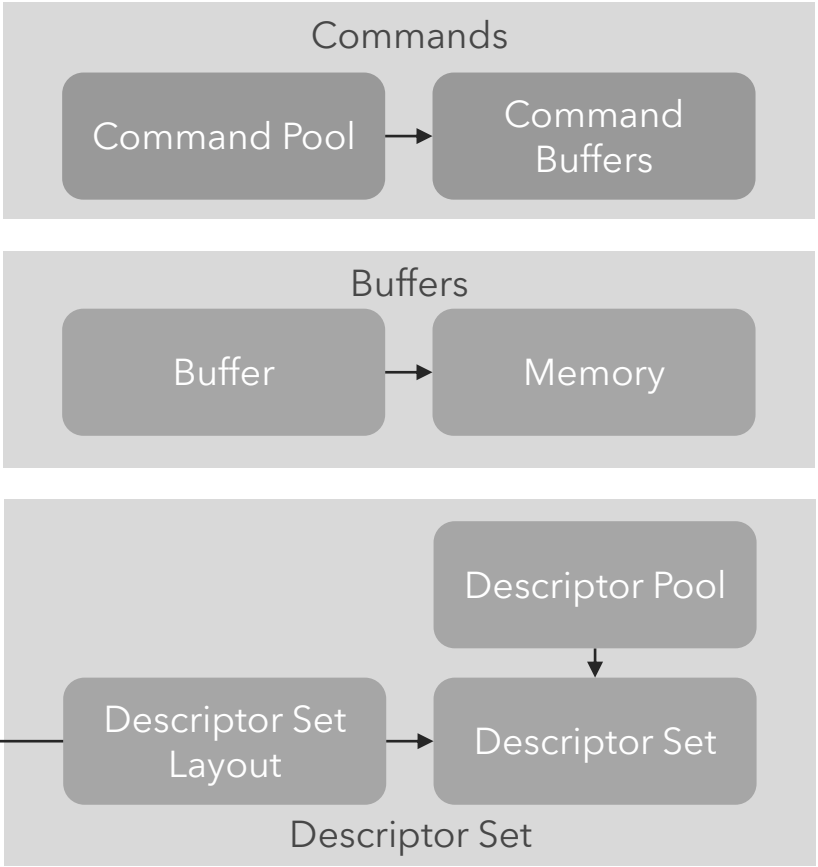 Commands
Command Pool
Command
Buffers
Buffers
Buffer
Memory
Descriptor Pool
Descriptor Set
Layout
Descriptor Set
Descriptor Set